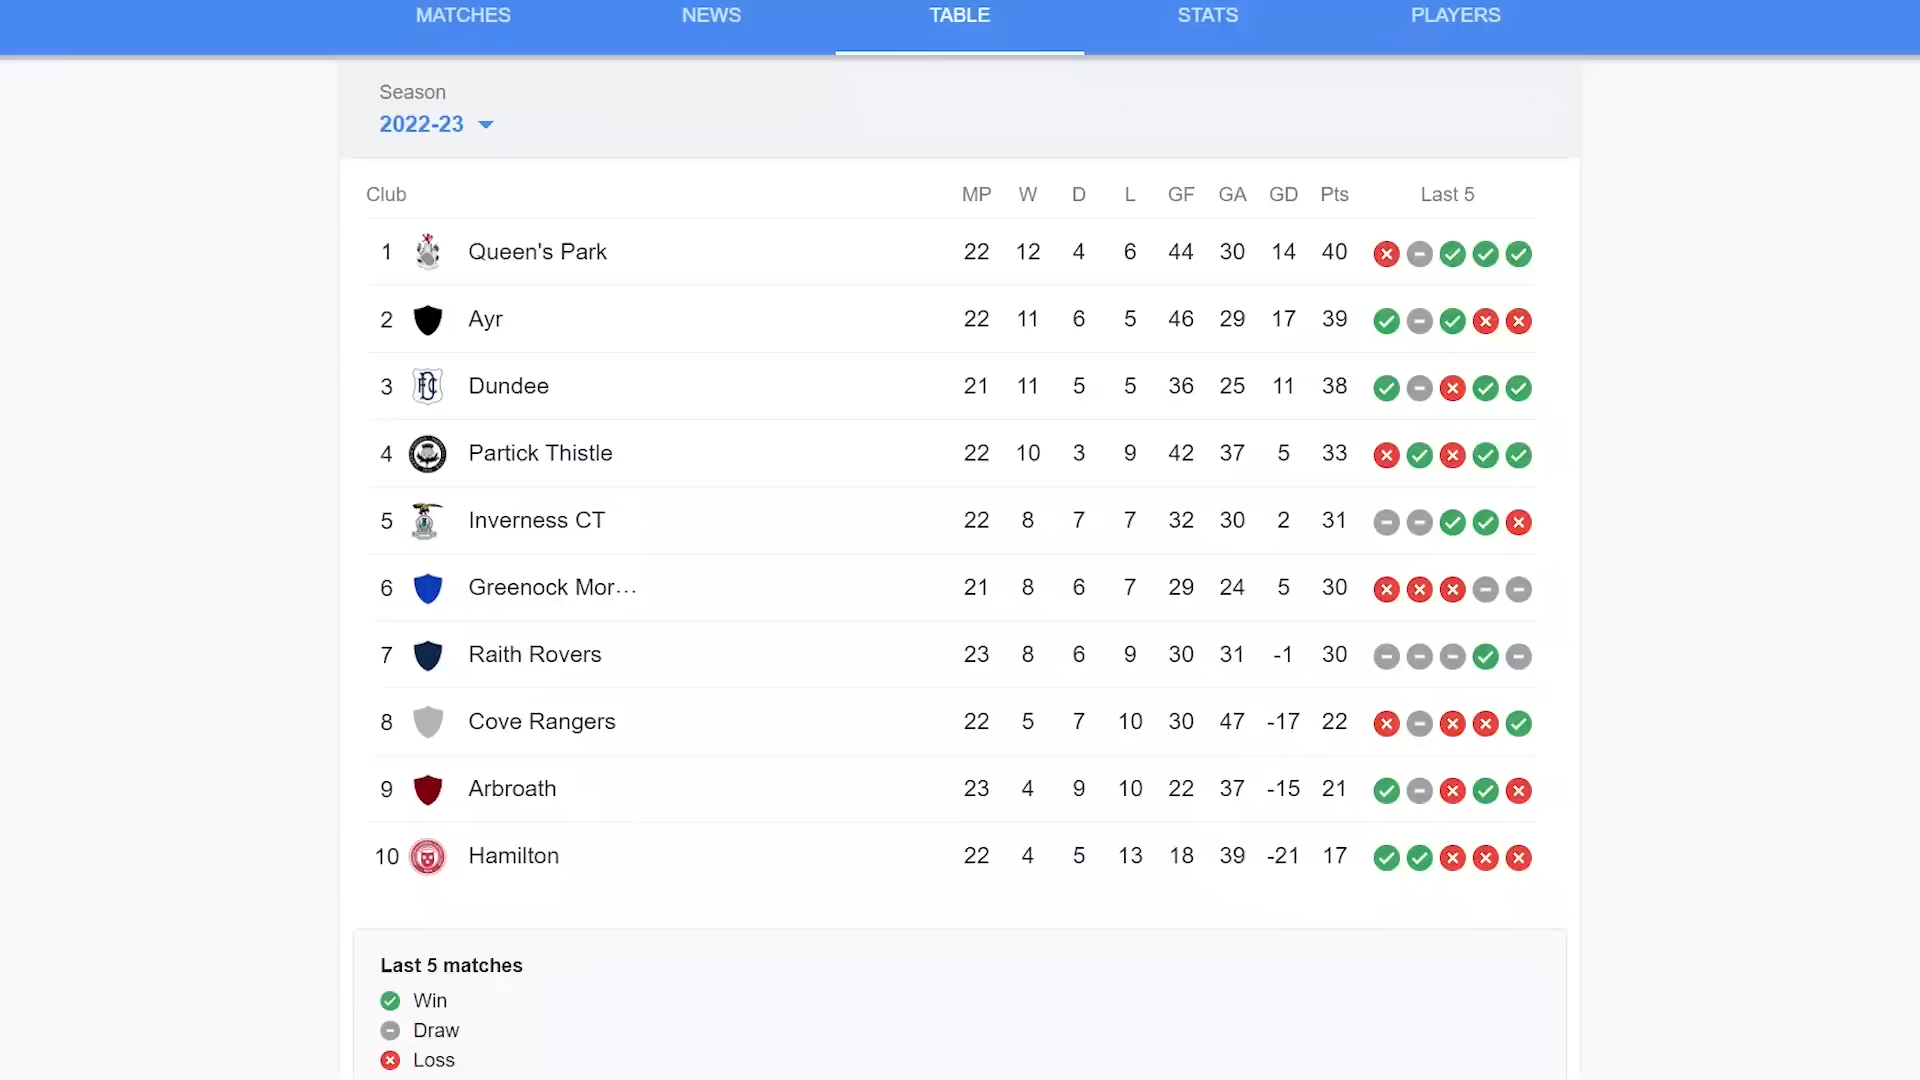 MATCHES NEWS TABLE STATS PLAYERS
Season
2022-23
Club MP W D L GF GA GD Pts Last 5
1 Queen's Park 22 12 4 6 44 30 14 40
2 Ayr 22 11 6 5 46 29 17 39
3 Dundee 21 11 5 5 36 25 11 38
4 Partick Thistle 22 10 3 9 42 37 5 33
5 Inverness CT 22 8 7 7 32 30 2 31
6 Greenock Mor... 21 8 6 7 29 24 5 30
7 Raith Rovers 23 8 6 9 30 31 -1 30
8 Cove Rangers 22 5 7 10 30 47 -17 22
9 Arbroath 23 4 9 10 22 37 -15 21
10 Hamilton 22 4 5 13 18 39 -21 17
Last 5 matches
Win
Draw
Loss